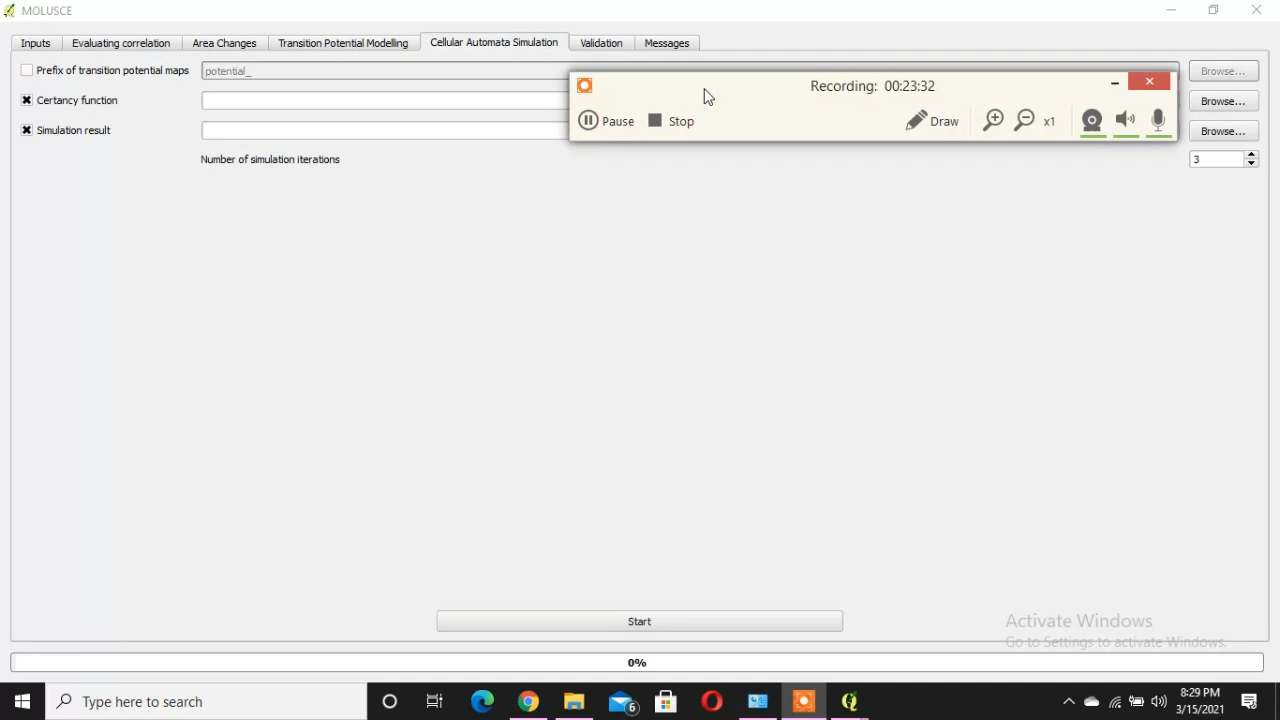 MOLUSCE
Inputs Evaluating correlation Area Changes Transition Potential Modelling Cellular Automata Simulation Validation Messages
Prefix of transition potential maps potential_ Browse...
Recording: 00:23:32
Certancy function Browse...
Pause Stop Draw x1
Simulation result Browse...
Number of simulation iterations 3
Start
Activate Windows
Go to Settings to activate Windows.
0%
Type here to search
6
8:29 PM
3/15/2021